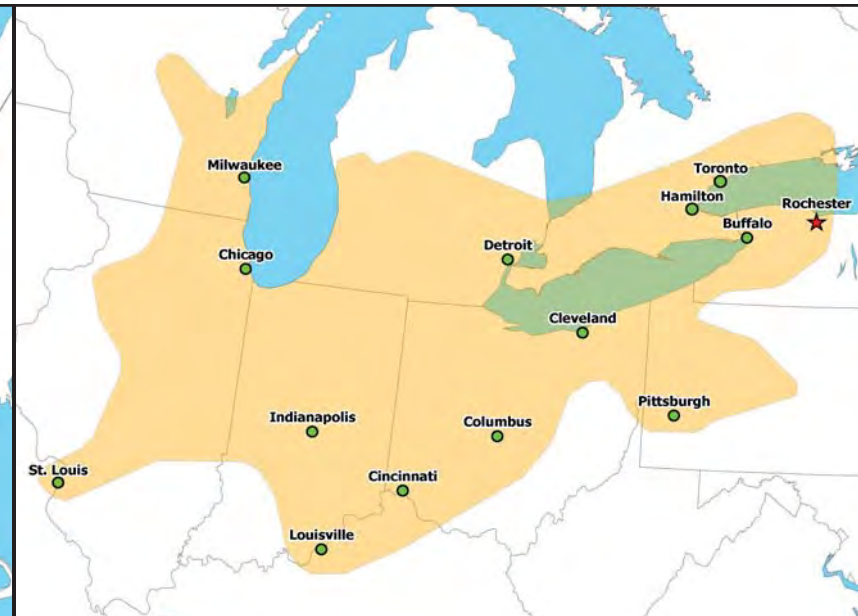 Milwaukee
Toronto
Hamilton
Rochester
Buffalo
Detroit
Chicago
Cleveland
Pittsburgh
Indianapolis
Columbus
St. Louis
Cincinnati
Louisville